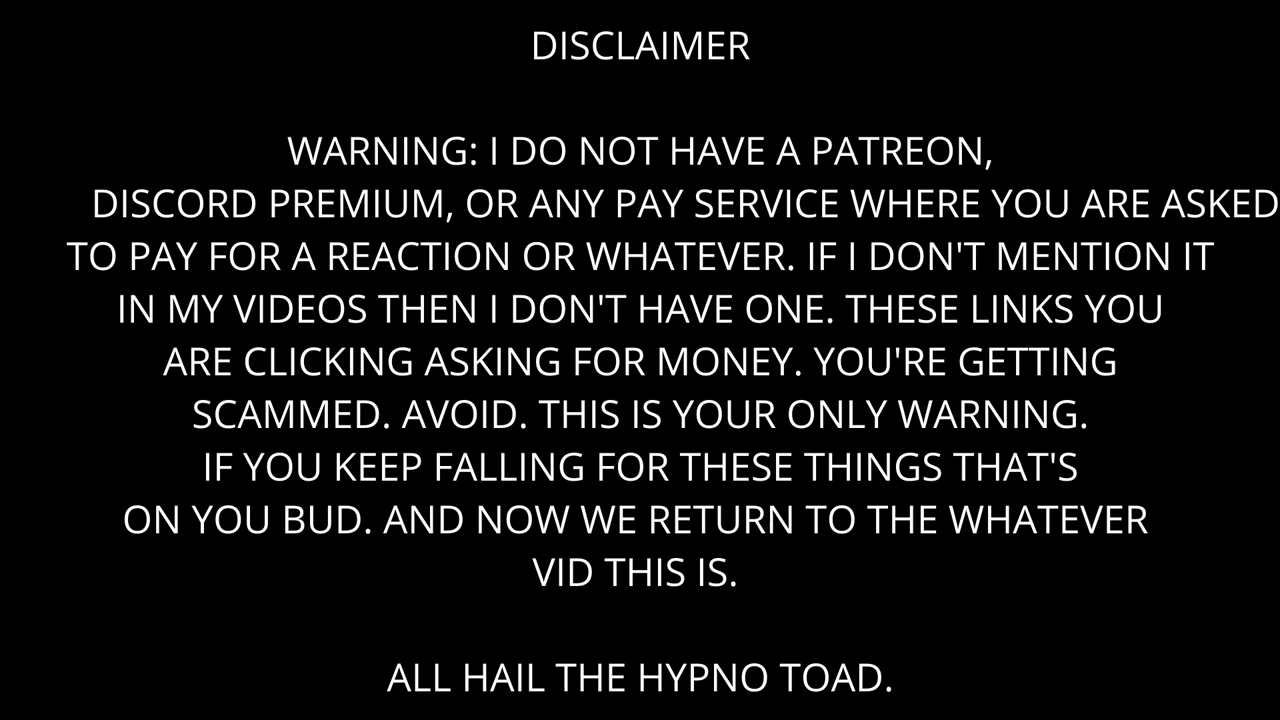 DISCLAIMER
WARNING: I DO NOT HAVE A PATREON,
DISCORD PREMIUM, OR ANY PAY SERVICE WHERE YOU ARE ASKED
TO PAY FOR A REACTION OR WHATEVER. IF I DON'T MENTION IT
IN MY VIDEOS THEN I DON'T HAVE ONE. THESE LINKS YOU
ARE CLICKING ASKING FOR MONEY. YOU'RE GETTING
SCAMMED. AVOID. THIS IS YOUR ONLY WARNING.
IF YOU KEEP FALLING FOR THESE THINGS THAT'S
ON YOU BUD. AND NOW WE RETURN TO THE WHATEVER
VID THIS IS.
ALL HAIL THE HYPNO TOAD.